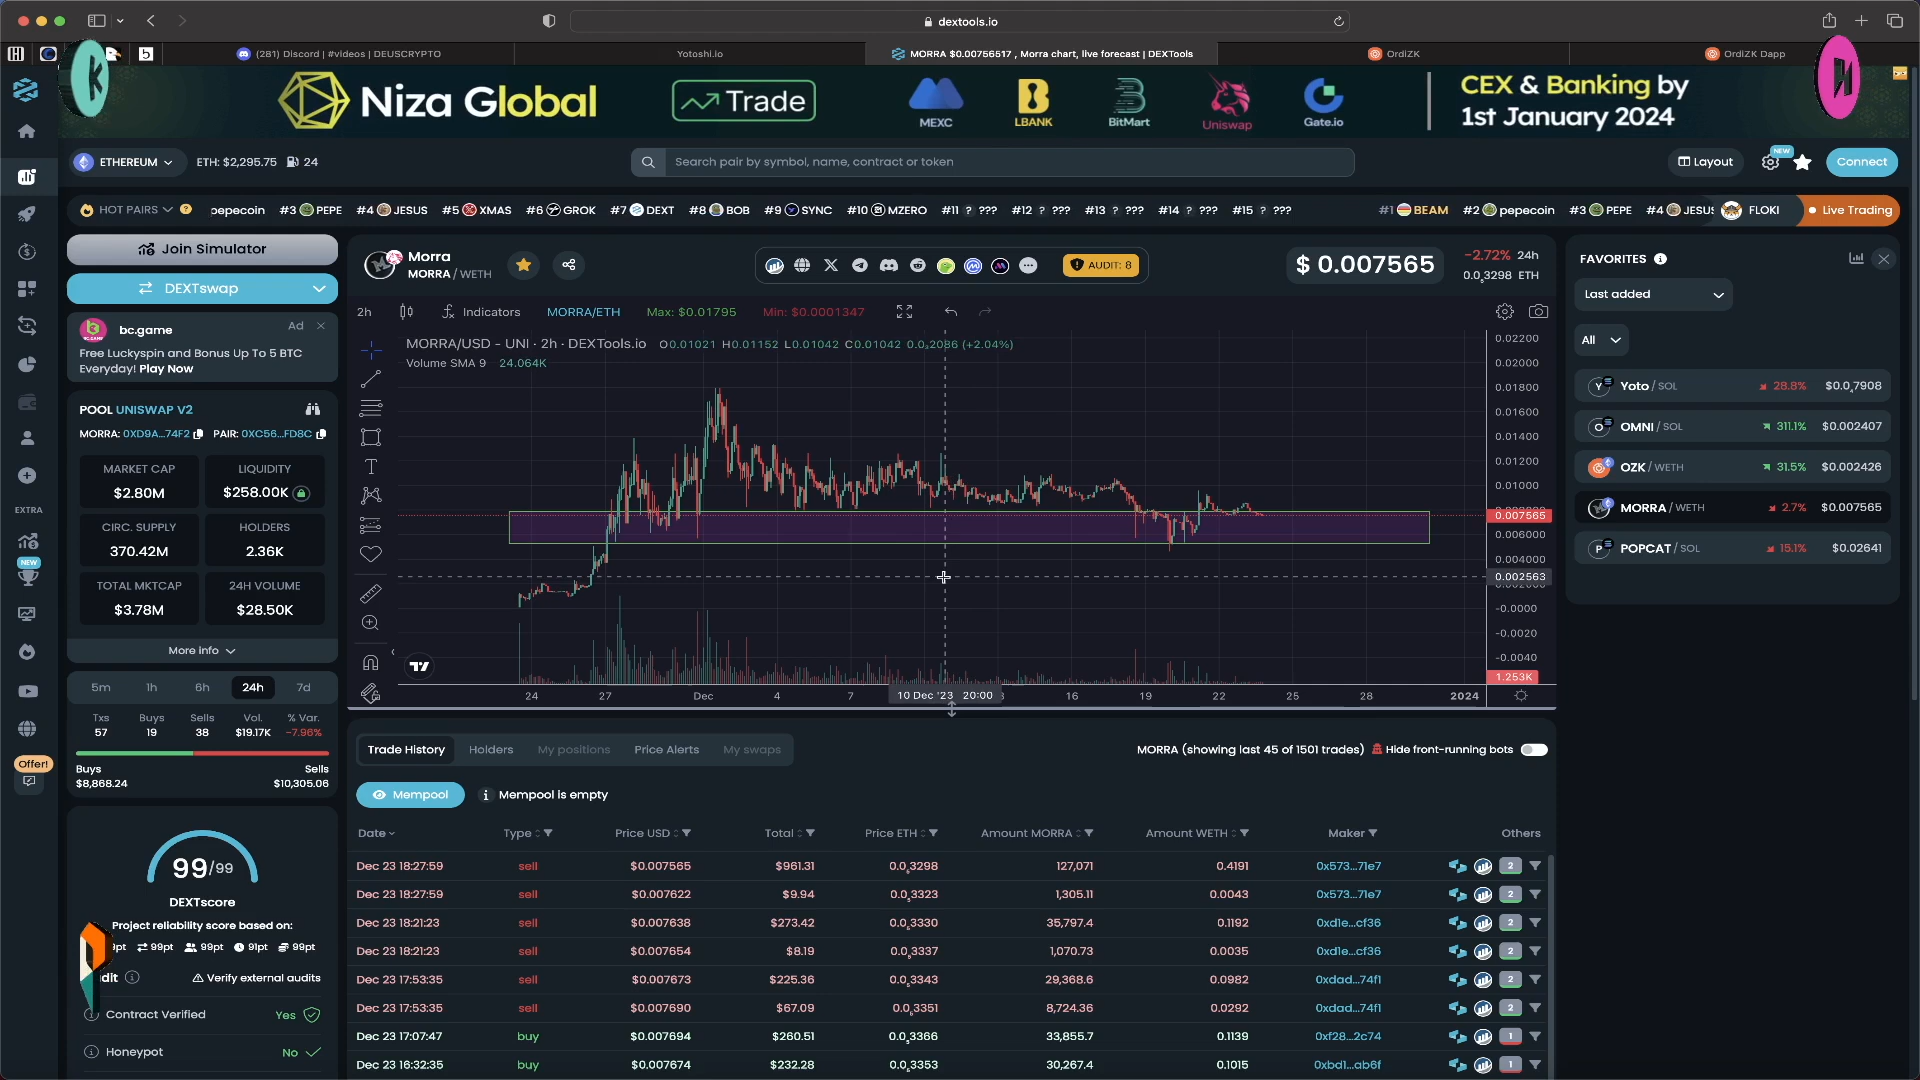 dextools.io
(281) Discord | #videos | DEUSCRYPTO
Yotoshi.io
MORRA $0.00756517 , Morra chart, live forecast | DEXTools
OrdiZK
OrdiZK Dapp
Niza Global
Trade
MEXC
LBANK
BitMart
Uniswap
Gate.io
CEX & Banking by
1st January 2024
ETHEREUM
ETH: $2,295.75
24
Search pair by symbol, name, contract or token
Layout
NEW
Connect
HOT PAIRS
pepecoin
#3 PEPE
#4 JESUS
#5 XMAS
#6 GROK
#7 DEXT
#8 BOB
#9 SYNC
#10 MZERO
#11 ? ???
#12 ? ???
#13 ? ???
#14 ? ???
#15 ? ???
#1 BEAM
#2 pepecoin
#3 PEPE
#4 JESUS
FLOKI
Live Trading
Join Simulator
DEXTswap
bc.game
Ad
Free Luckyspin and Bonus Up To 5 BTC
Everyday! Play Now
POOL UNISWAP V2
MORRA: 0XD9A...74F2
PAIR: 0XC56...FD8C
MARKET CAP
$2.80M
LIQUIDITY
$258.00K
CIRC. SUPPLY
370.42M
HOLDERS
2.36K
TOTAL MKTCAP
$3.78M
24H VOLUME
$28.50K
More info
5m 1h 6h 24h 7d
Txs Buys Sells Vol. % Var.
57 19 38 $19.17K -7.96%
Buys Sells
$8,868.24 $10,305.06
99/99
DEXTscore
Project reliability score based on:
99pt 99pt 91pt 99pt
Verify external audits
Contract Verified Yes
Honeypot No
EXTRA
NEW
Offer!
Morra
MORRA / WETH
AUDIT: 8
$ 0.007565
-2.72% 24h
0.0₃3298 ETH
2h
Indicators
MORRA/ETH
Max: $0.01795
Min: $0.0001347
MORRA/USD - UNI · 2h · DEXTools.io O0.01021 H0.01152 L0.01042 C0.01042 0.0₃2086 (+2.04%)
Volume SMA 9 24.064K
0.02200
0.02000
0.01800
0.01600
0.01400
0.01200
0.01000
0.007565
0.006000
0.004000
0.002563
-0.0000
-0.0020
-0.0040
1.253K
24 27 Dec 4 7 10 Dec '23 20:00 16 19 22 25 28 2024
Trade History
Holders
My positions
Price Alerts
My swaps
MORRA (showing last 45 of 1501 trades)
Hide front-running bots
Mempool
Mempool is empty
Date Type Price USD Total Price ETH Amount MORRA Amount WETH Maker Others
Dec 23 18:27:59 sell $0.007565 $961.31 0.0₃3298 127,071 0.4191 0x573...71e7 2
Dec 23 18:27:59 sell $0.007622 $9.94 0.0₃3323 1,305.11 0.0043 0x573...71e7 2
Dec 23 18:21:23 sell $0.007638 $273.42 0.0₃3330 35,797.4 0.1192 0xd1e...cf36 2
Dec 23 18:21:23 sell $0.007654 $8.19 0.0₃3337 1,070.73 0.0035 0xd1e...cf36 2
Dec 23 17:53:35 sell $0.007673 $225.36 0.0₃3343 29,368.6 0.0982 0xdad...74f1 2
Dec 23 17:53:35 sell $0.007690 $67.09 0.0₃3351 8,724.36 0.0292 0xdad...74f1 2
Dec 23 17:07:47 buy $0.007694 $260.51 0.0₃3366 33,855.7 0.1139 0xf28...2c74 1
Dec 23 16:32:35 buy $0.007674 $232.28 0.0₃3353 30,267.4 0.1015 0xbd1...ab6f 1
FAVORITES
Last added
All
Yoto / SOL 28.8% $0.0₄7908
OMNI / SOL 311.1% $0.002407
OZK / WETH 31.5% $0.002426
MORRA / WETH 2.7% $0.007565
POPCAT / SOL 15.1% $0.02641